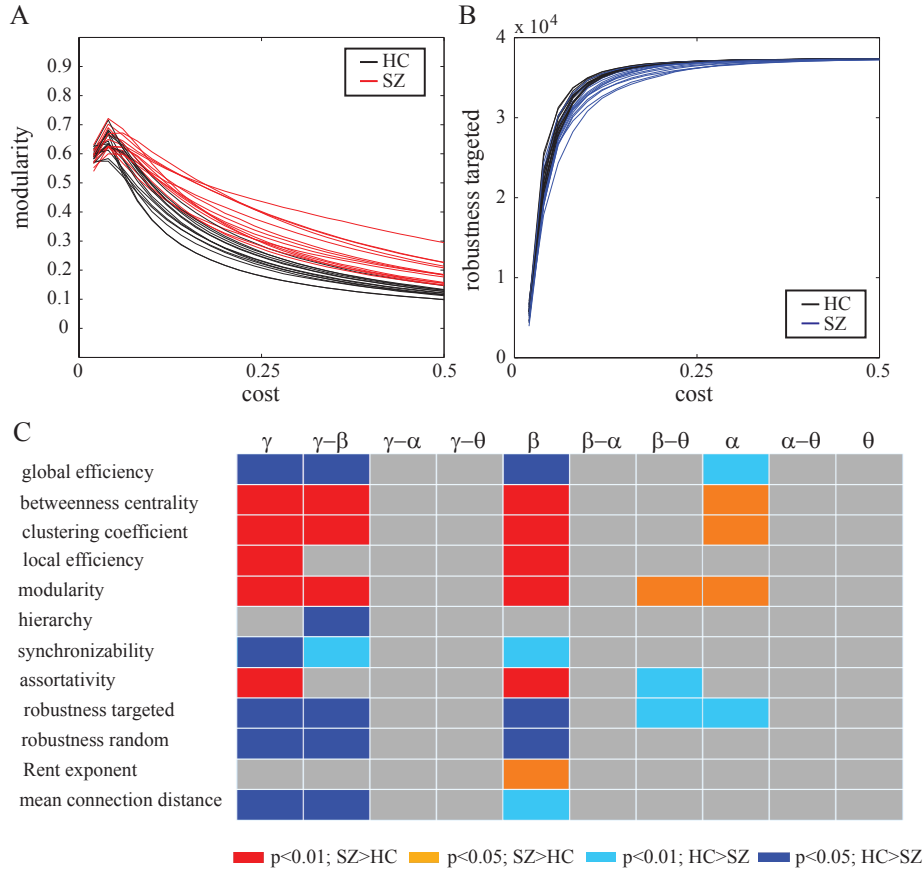 A
B
x 10⁴
0.9
0.8
0.7
0.6
0.5
0.4
0.3
0.2
0.1
0
modularity
HC
SZ
0
0.25
0.5
cost
4
3
2
1
0
robustness targeted
HC
SZ
0
0.25
0.5
cost
C
γ γ−β γ−α γ−θ β β−α β−θ α α−θ θ
global efficiency
betweenness centrality
clustering coefficient
local efficiency
modularity
hierarchy
synchronizability
assortativity
robustness targeted
robustness random
Rent exponent
mean connection distance
p<0.01; SZ>HC p<0.05; SZ>HC p<0.01; HC>SZ p<0.05; HC>SZ